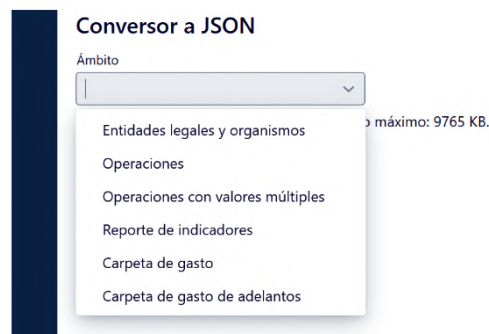 Conversor a JSON
Ámbito
Entidades legales y organismos
o máximo: 9765 KB.
Operaciones
Operaciones con valores múltiples
Reporte de indicadores
Carpeta de gasto
Carpeta de gasto de adelantos